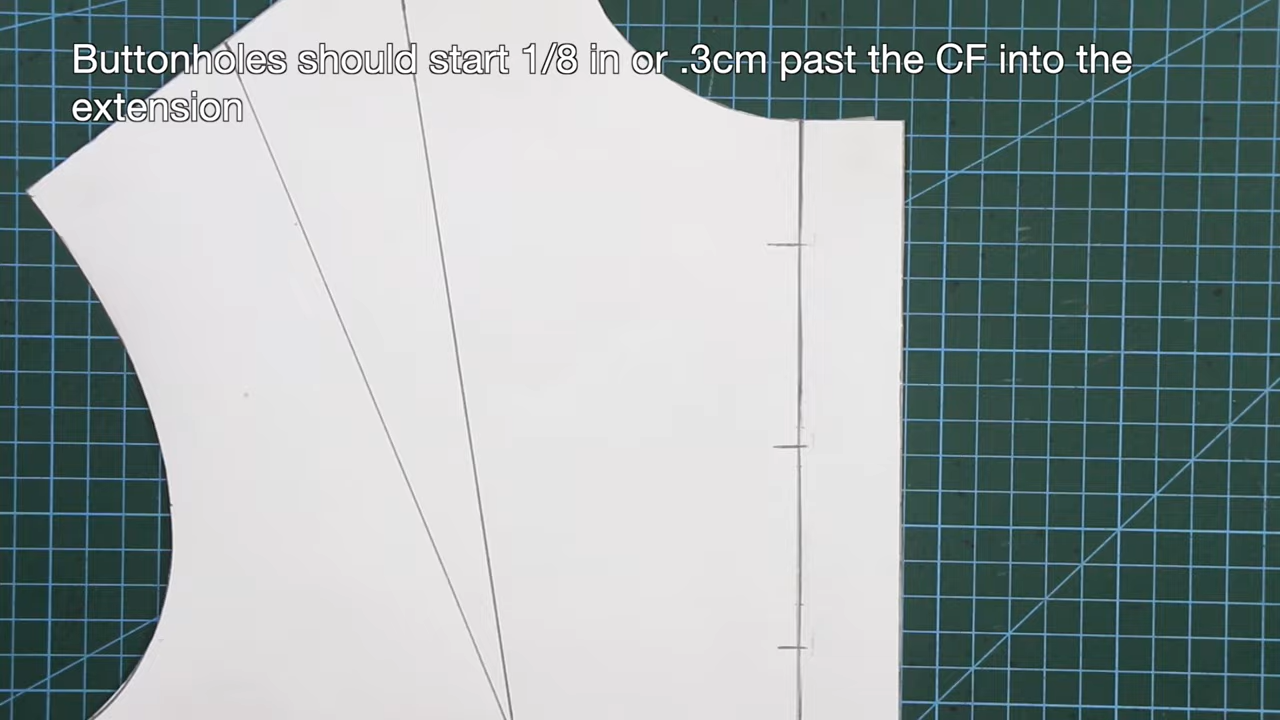 Buttonholes should start 1/8 in or .3cm past the CF into the
extension